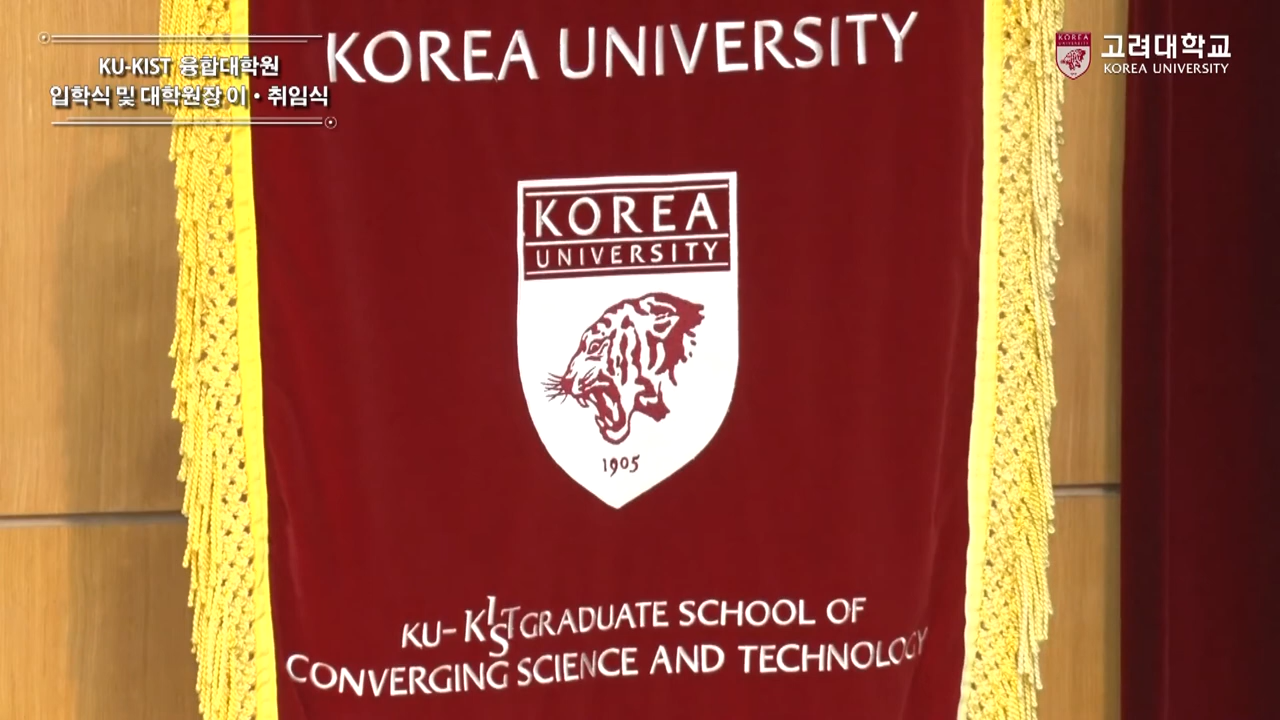 KU-KIST 융합대학원
입학식 및 대학원장 이·취임식
KOREA UNIVERSITY
KOREA
UNIVERSITY
고려대학교
KOREA UNIVERSITY
KOREA
UNIVERSITY
1905
KU-KIST GRADUATE SCHOOL OF
CONVERGING SCIENCE AND TECHNOLOGY